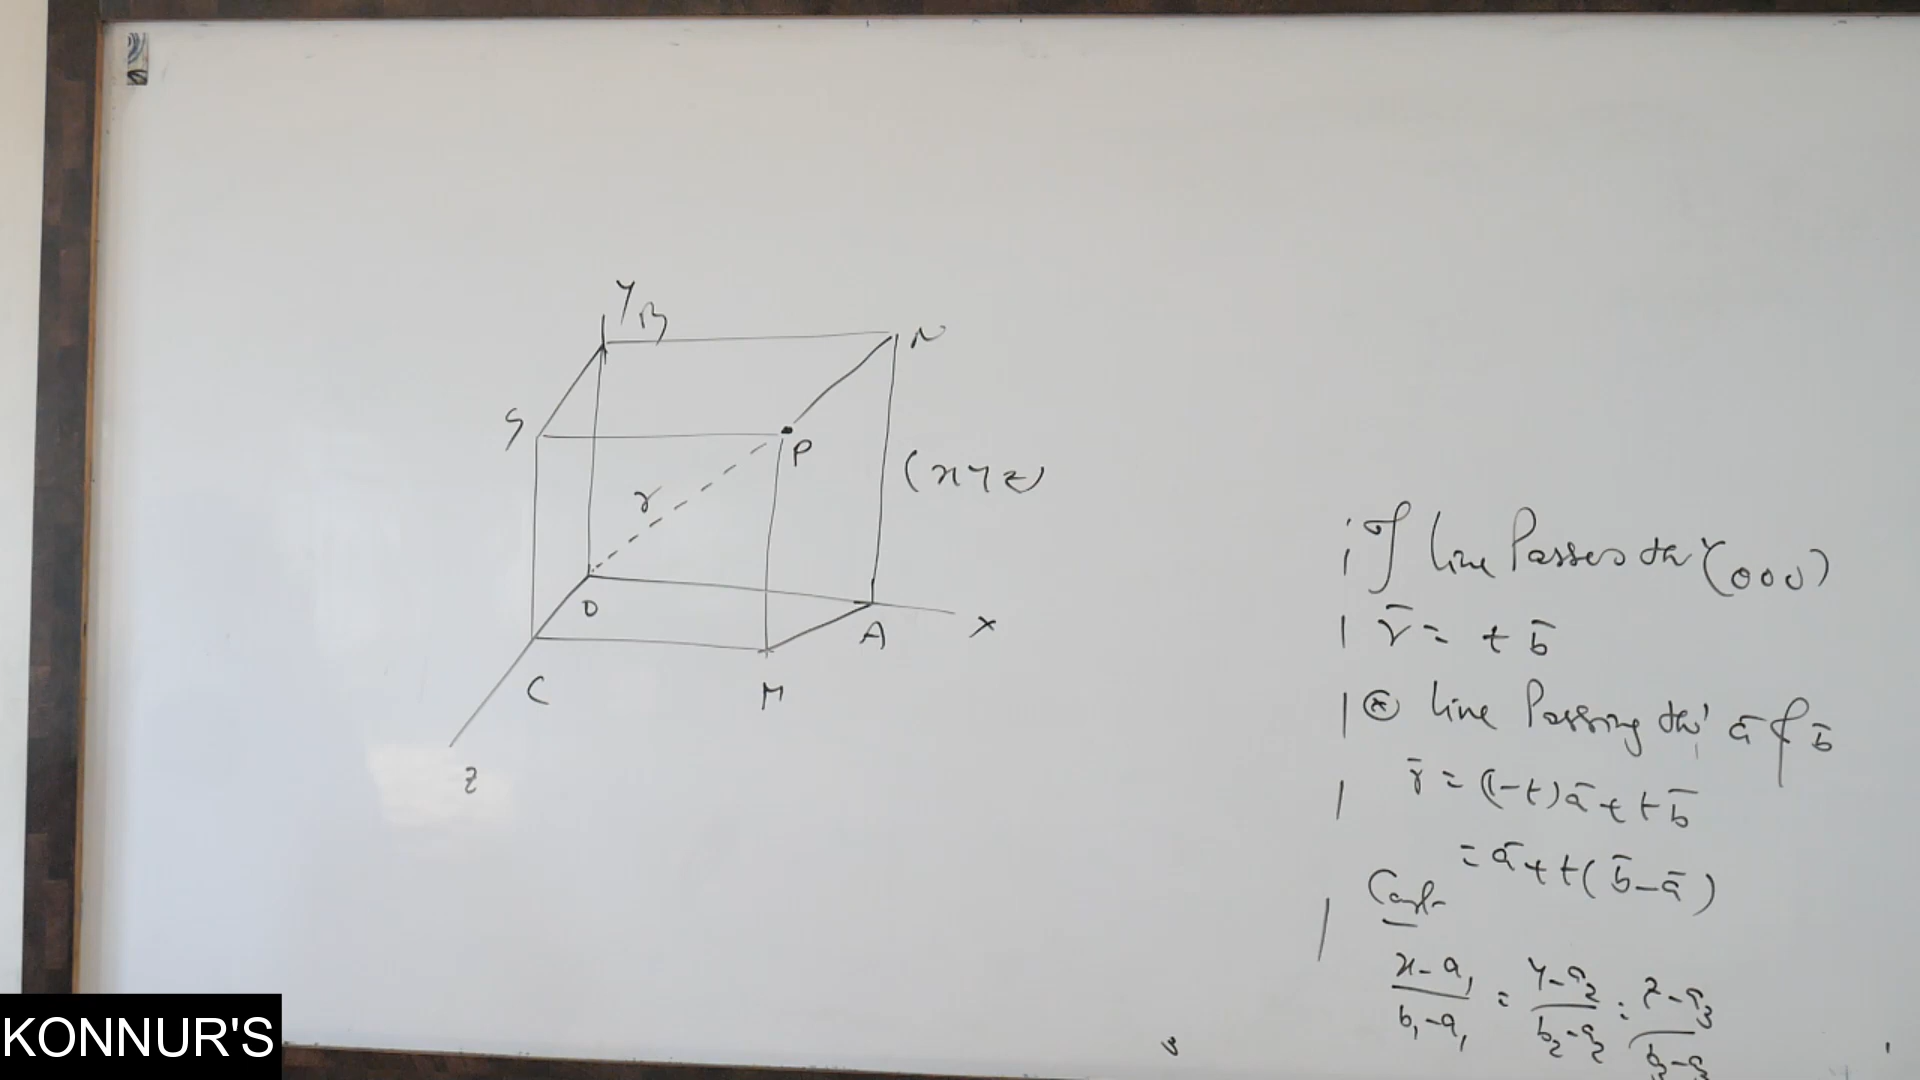 Y
B
N
S
P
(x y z)
r
O
A
X
C
M
Z
If line Passes thr (0 0 0)
r̄ = t b̄
⊛ line Passing thr' ā & b̄
r̄ = (1-t)ā + t b̄
= ā + t(b̄ - ā)
Cart-
x-a₁/b₁-a₁ = y-a₂/b₂-a₂ = z-a₃/b₃-a₃
KONNUR'S